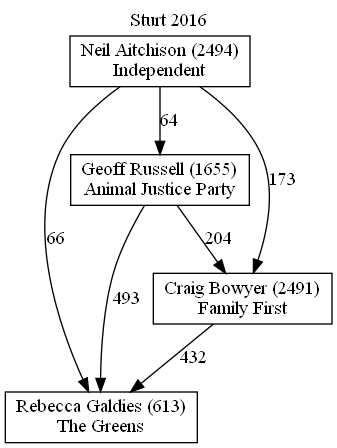 Sturt 2016
Neil Aitchison (2494)
Independent
64
Geoff Russell (1655)
Animal Justice Party
173
66
204
493
Craig Bowyer (2491)
Family First
432
Rebecca Galdies (613)
The Greens